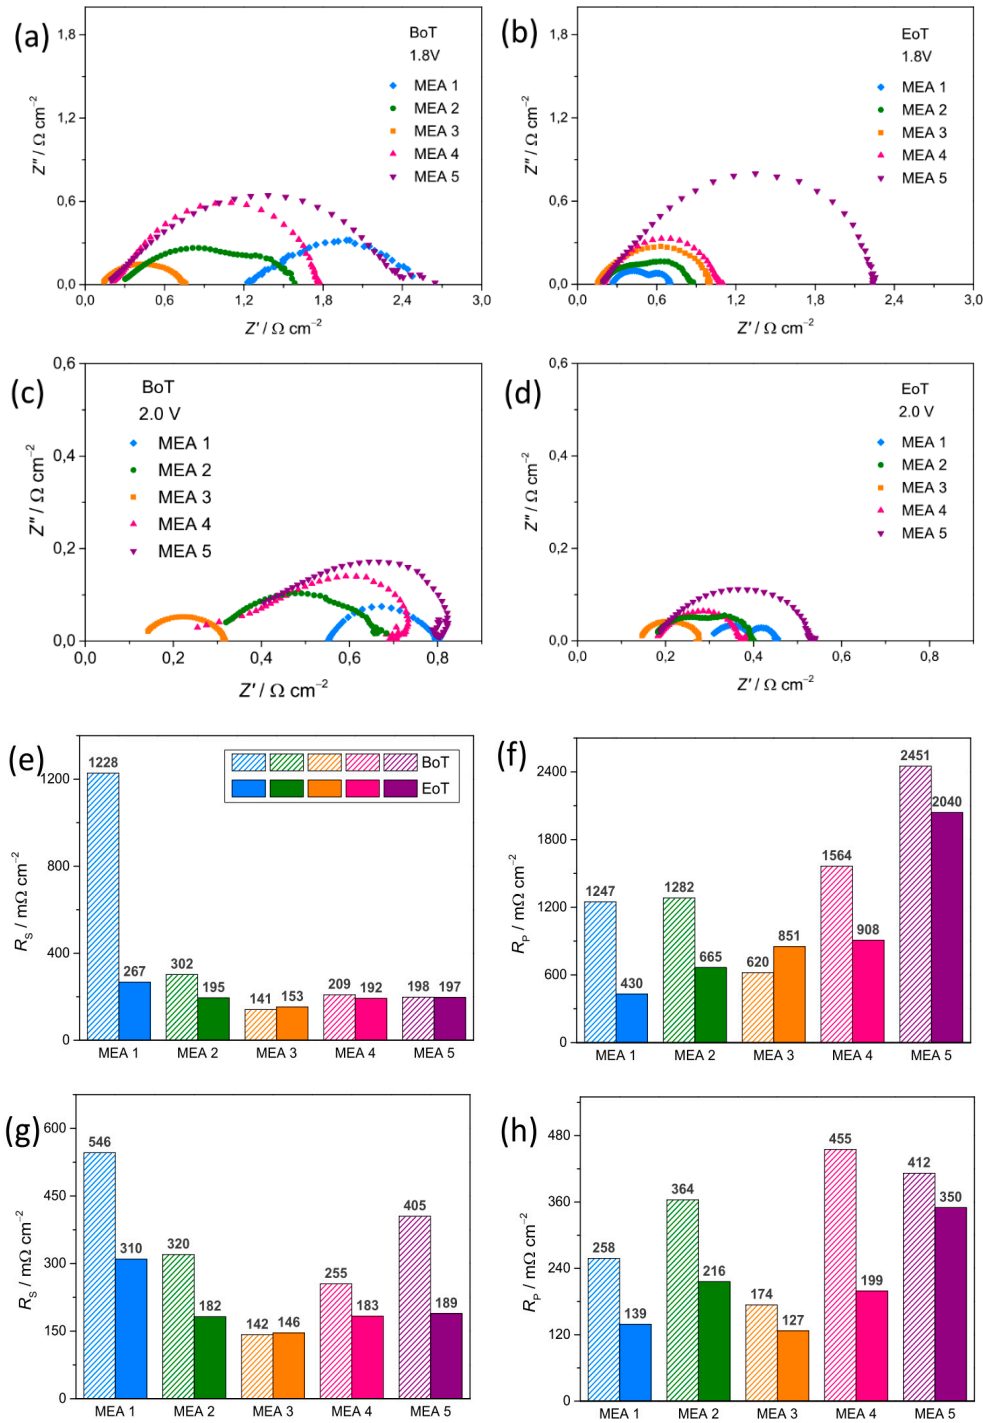 (a)
BoT
1.8V
MEA 1
MEA 2
MEA 3
MEA 4
MEA 5
1,8
1,2
0,6
0,0
0,0 0,6 1,2 1,8 2,4 3,0
Z″ / Ω cm⁻²
Z′ / Ω cm⁻²
(b)
EoT
1.8V
MEA 1
MEA 2
MEA 3
MEA 4
MEA 5
1,8
1,2
0,6
0,0
0,0 0,6 1,2 1,8 2,4 3,0
Z″ / Ω cm⁻²
Z′ / Ω cm⁻²
(c)
BoT
2.0 V
MEA 1
MEA 2
MEA 3
MEA 4
MEA 5
0,6
0,4
0,2
0,0
0,0 0,2 0,4 0,6 0,8
Z″ / Ω cm⁻²
Z′ / Ω cm⁻²
(d)
EoT
2.0 V
MEA 1
MEA 2
MEA 3
MEA 4
MEA 5
0,6
0,4
0,2
0,0
0,0 0,2 0,4 0,6 0,8
Z″ / Ω cm⁻²
Z′ / Ω cm⁻²
(e)
BoT
EoT
1200
800
400
0
R_S / mΩ cm⁻²
1228 267 302 195 141 153 209 192 198 197
MEA 1 MEA 2 MEA 3 MEA 4 MEA 5
(f)
2400
1800
1200
600
0
R_P / mΩ cm⁻²
1247 430 1282 665 620 851 1564 908 2451 2040
MEA 1 MEA 2 MEA 3 MEA 4 MEA 5
(g)
600
450
300
150
0
R_S / mΩ cm⁻²
546 310 320 182 142 146 255 183 405 189
MEA 1 MEA 2 MEA 3 MEA 4 MEA 5
(h)
480
360
240
120
0
R_P / mΩ cm⁻²
258 139 364 216 174 127 455 199 412 350
MEA 1 MEA 2 MEA 3 MEA 4 MEA 5